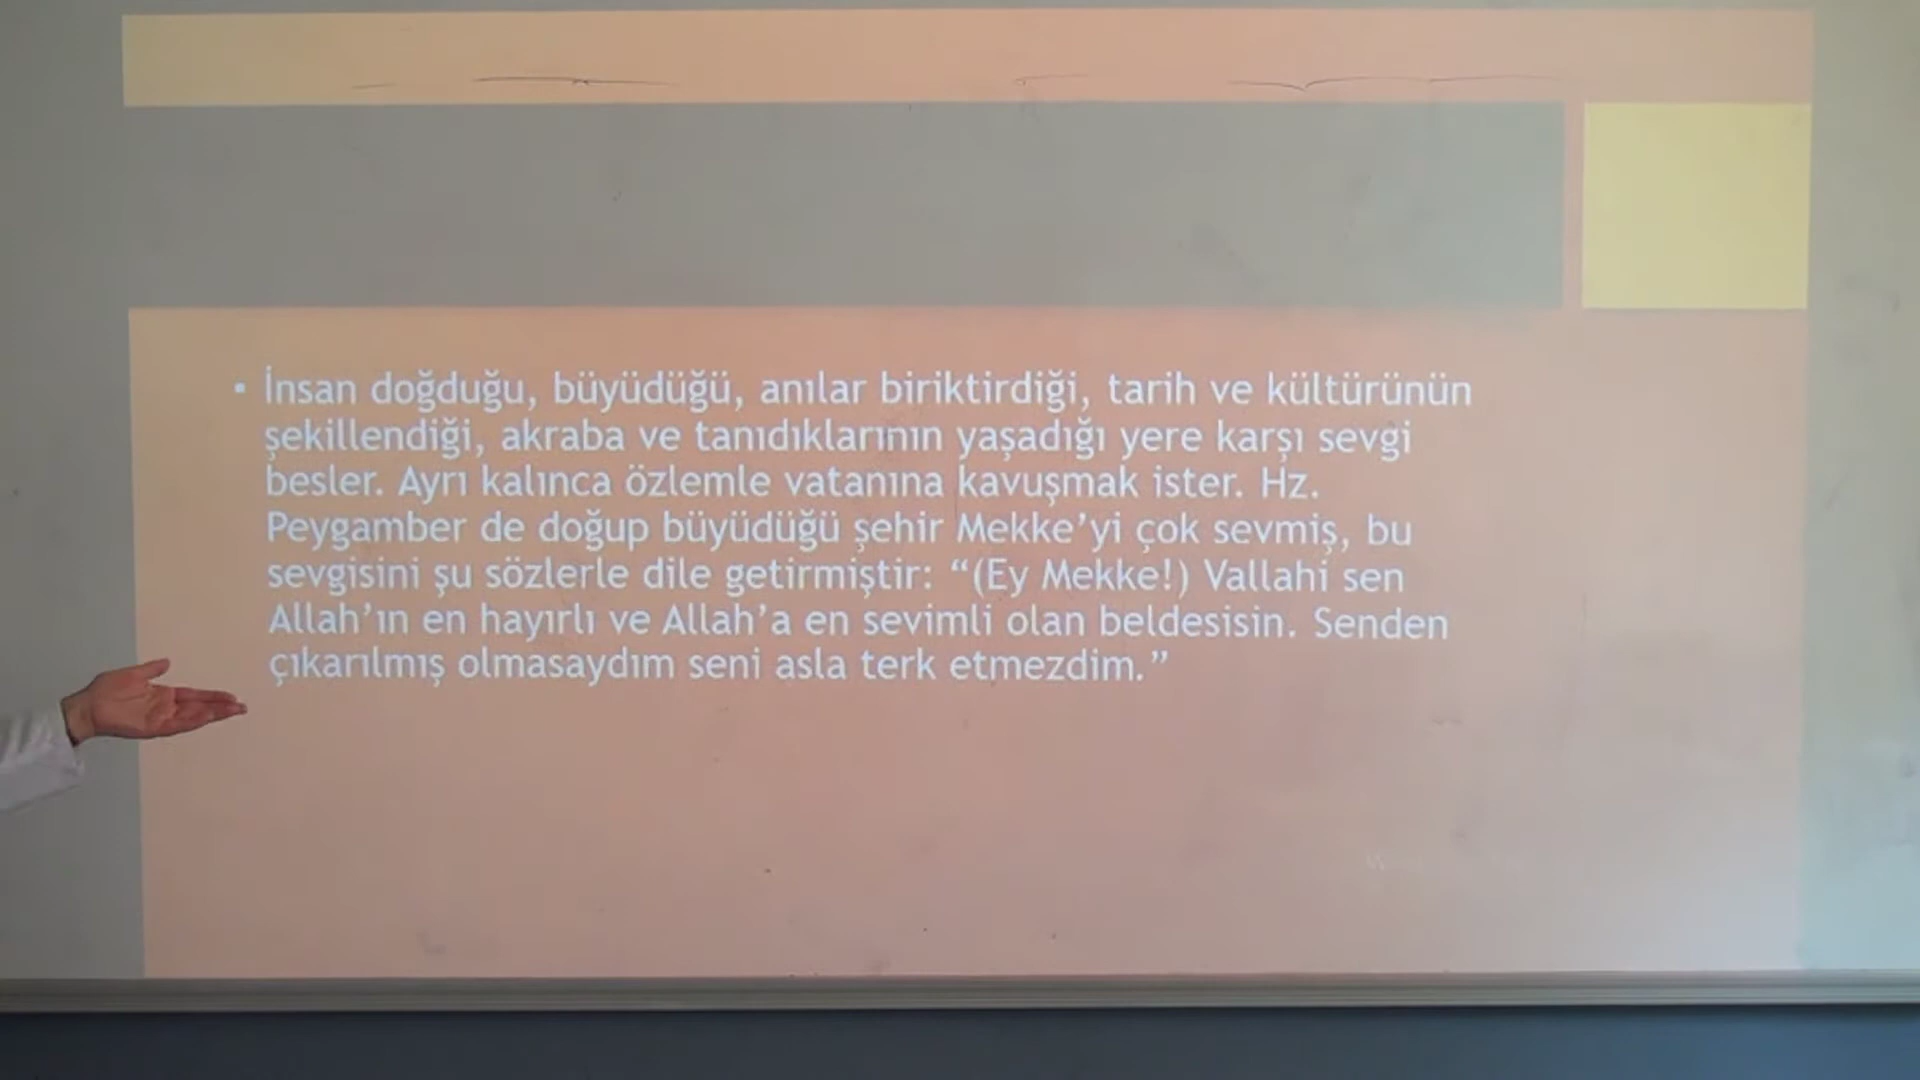 ▪ İnsan doğduğu, büyüdüğü, anılar biriktirdiği, tarih ve kültürünün
şekillendiği, akraba ve tanıdıklarının yaşadığı yere karşı sevgi
besler. Ayrı kalınca özlemle vatanına kavuşmak ister. Hz.
Peygamber de doğup büyüdüğü şehir Mekke’yi çok sevmiş, bu
sevgisini şu sözlerle dile getirmiştir: “(Ey Mekke!) Vallahi sen
Allah’ın en hayırlı ve Allah’a en sevimli olan beldesisin. Senden
çıkarılmış olmasaydım seni asla terk etmezdim.”